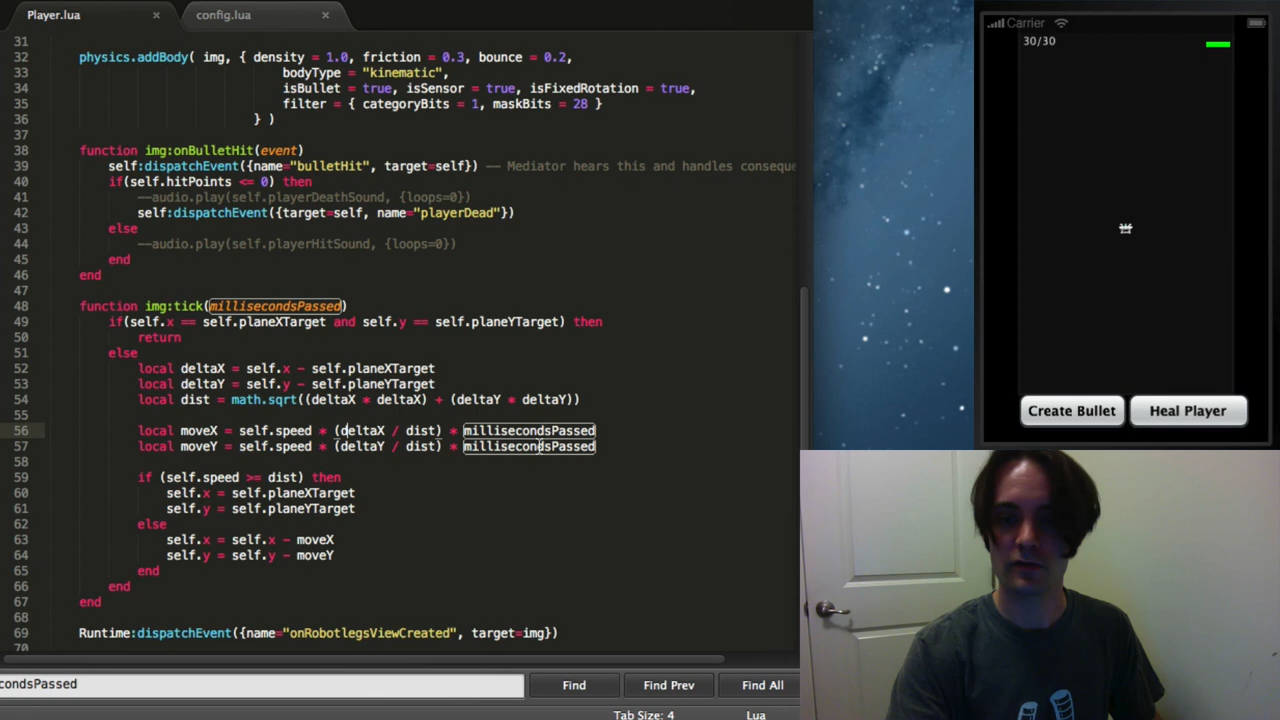 Player.lua × config.lua ×
31
32 physics.addBody( img, { density = 1.0, friction = 0.3, bounce = 0.2,
33 bodyType = "kinematic",
34 isBullet = true, isSensor = true, isFixedRotation = true,
35 filter = { categoryBits = 1, maskBits = 28 }
36 } )
37
38 function img:onBulletHit(event)
39 self:dispatchEvent({name="bulletHit", target=self}) -- Mediator hears this and handles conseque
40 if(self.hitPoints <= 0) then
41 --audio.play(self.playerDeathSound, {loops=0})
42 self:dispatchEvent({target=self, name="playerDead"})
43 else
44 --audio.play(self.playerHitSound, {loops=0})
45 end
46 end
47
48 function img:tick(millisecondsPassed)
49 if(self.x == self.planeXTarget and self.y == self.planeYTarget) then
50 return
51 else
52 local deltaX = self.x - self.planeXTarget
53 local deltaY = self.y - self.planeYTarget
54 local dist = math.sqrt((deltaX * deltaX) + (deltaY * deltaY))
55
56 local moveX = self.speed * (deltaX / dist) * millisecondsPassed
57 local moveY = self.speed * (deltaY / dist) * millisecondsPassed
58
59 if (self.speed >= dist) then
60 self.x = self.planeXTarget
61 self.y = self.planeYTarget
62 else
63 self.x = self.x - moveX
64 self.y = self.y - moveY
65 end
66 end
67 end
68
69 Runtime:dispatchEvent({name="onRobotlegsViewCreated", target=img})
70
condsPassed Find Find Prev Find All
Tab Size: 4 Lua
Carrier
30/30
Create Bullet Heal Player